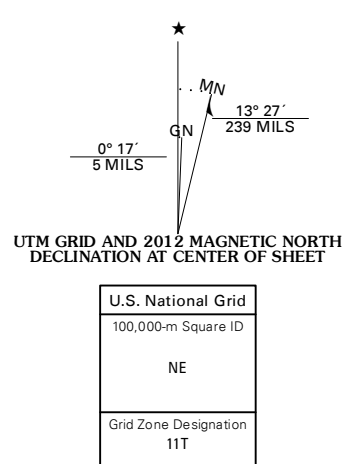 ★
MN
GN
13° 27´
239 MILS
0° 17´
5 MILS
UTM GRID AND 2012 MAGNETIC NORTH
DECLINATION AT CENTER OF SHEET
U.S. National Grid
100,000-m Square ID
NE
Grid Zone Designation
11T